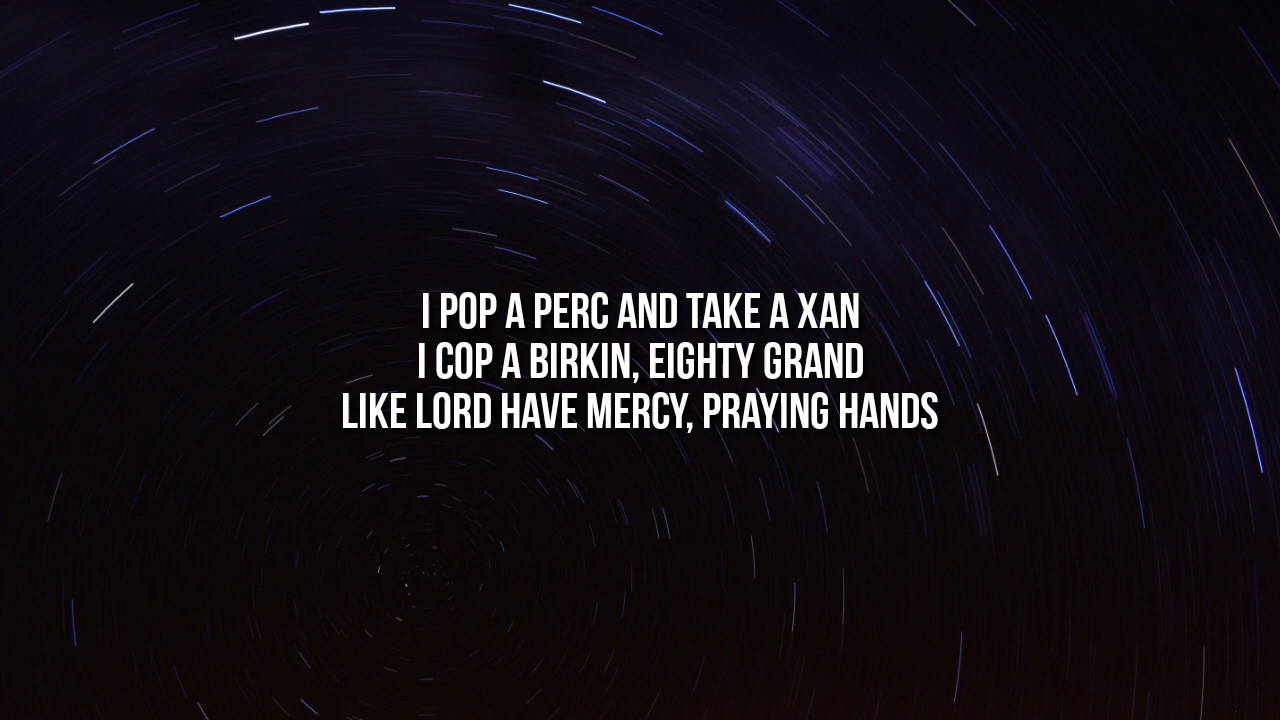 I POP A PERC AND TAKE A XAN
I COP A BIRKIN, EIGHTY GRAND
LIKE LORD HAVE MERCY, PRAYING HANDS